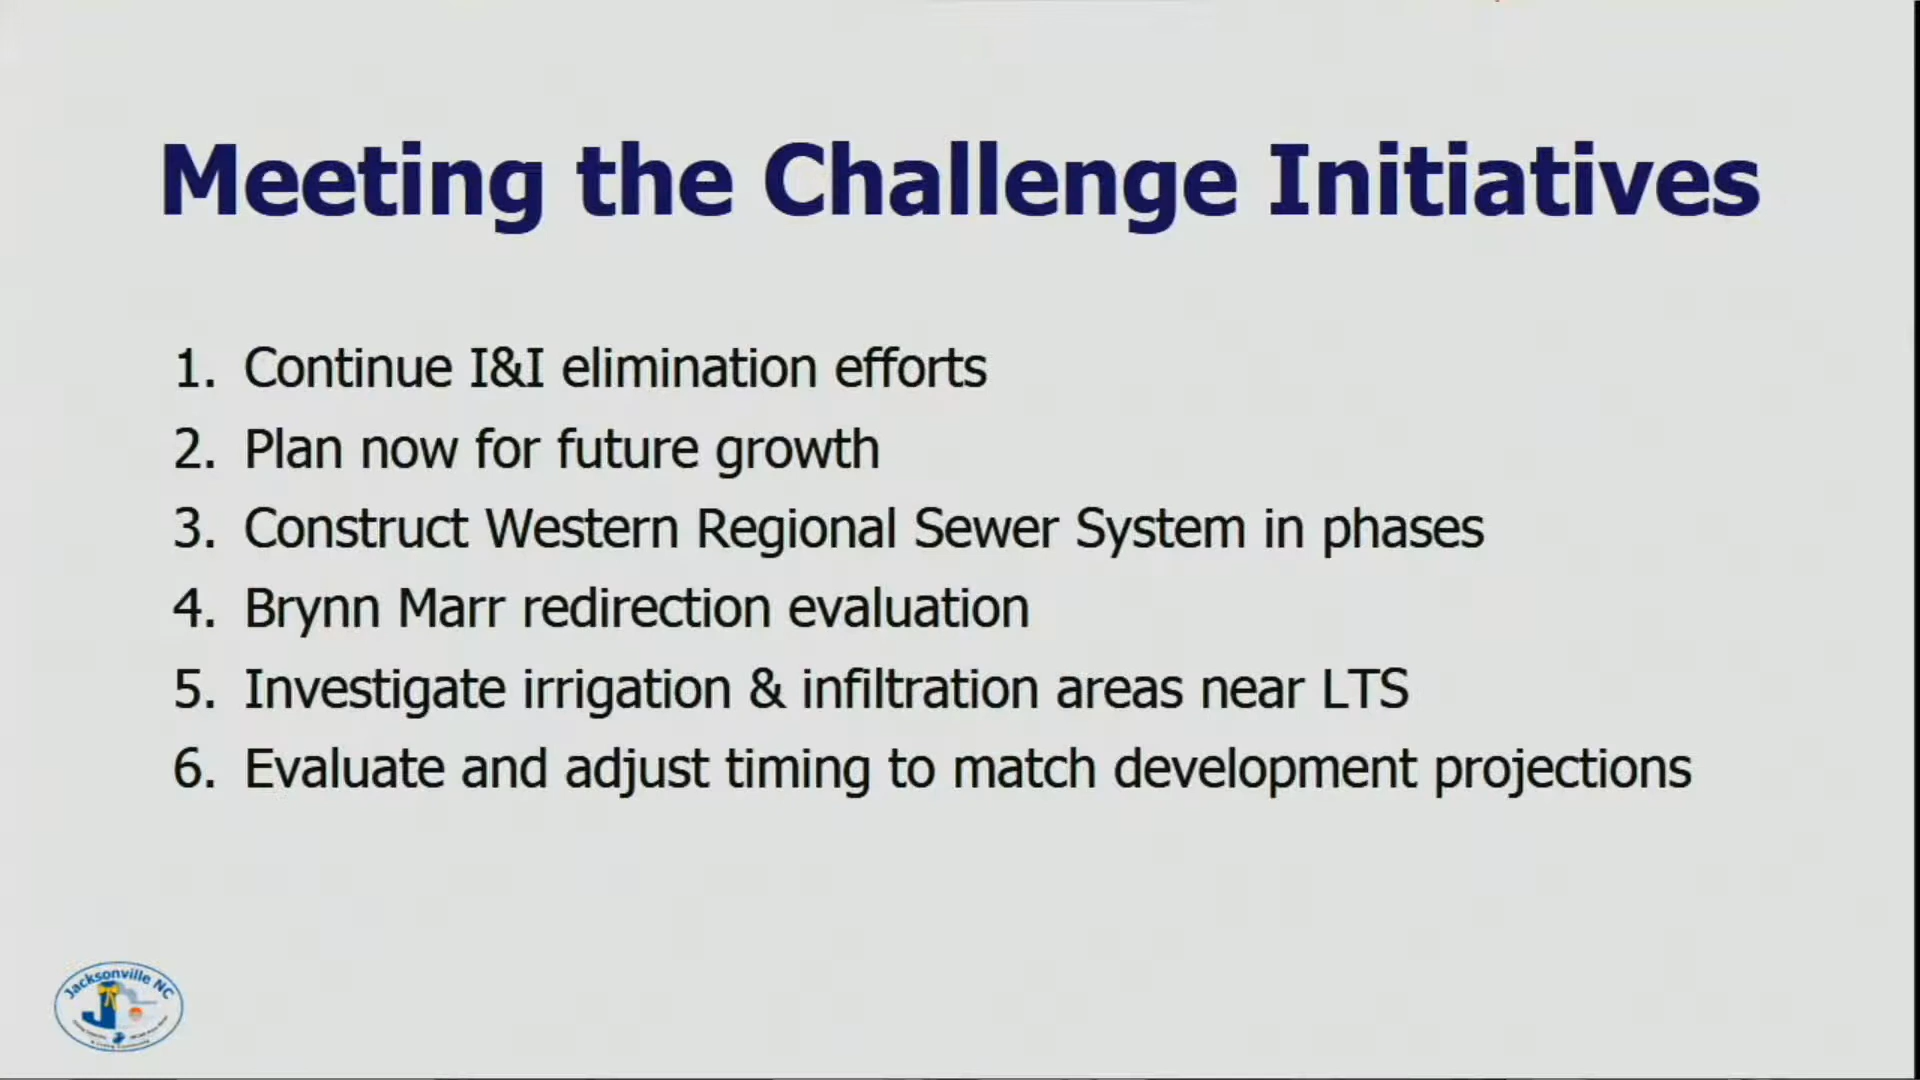 Meeting the Challenge Initiatives
1. Continue I&I elimination efforts
2. Plan now for future growth
3. Construct Western Regional Sewer System in phases
4. Brynn Marr redirection evaluation
5. Investigate irrigation & infiltration areas near LTS
6. Evaluate and adjust timing to match development projections
Jacksonville NC